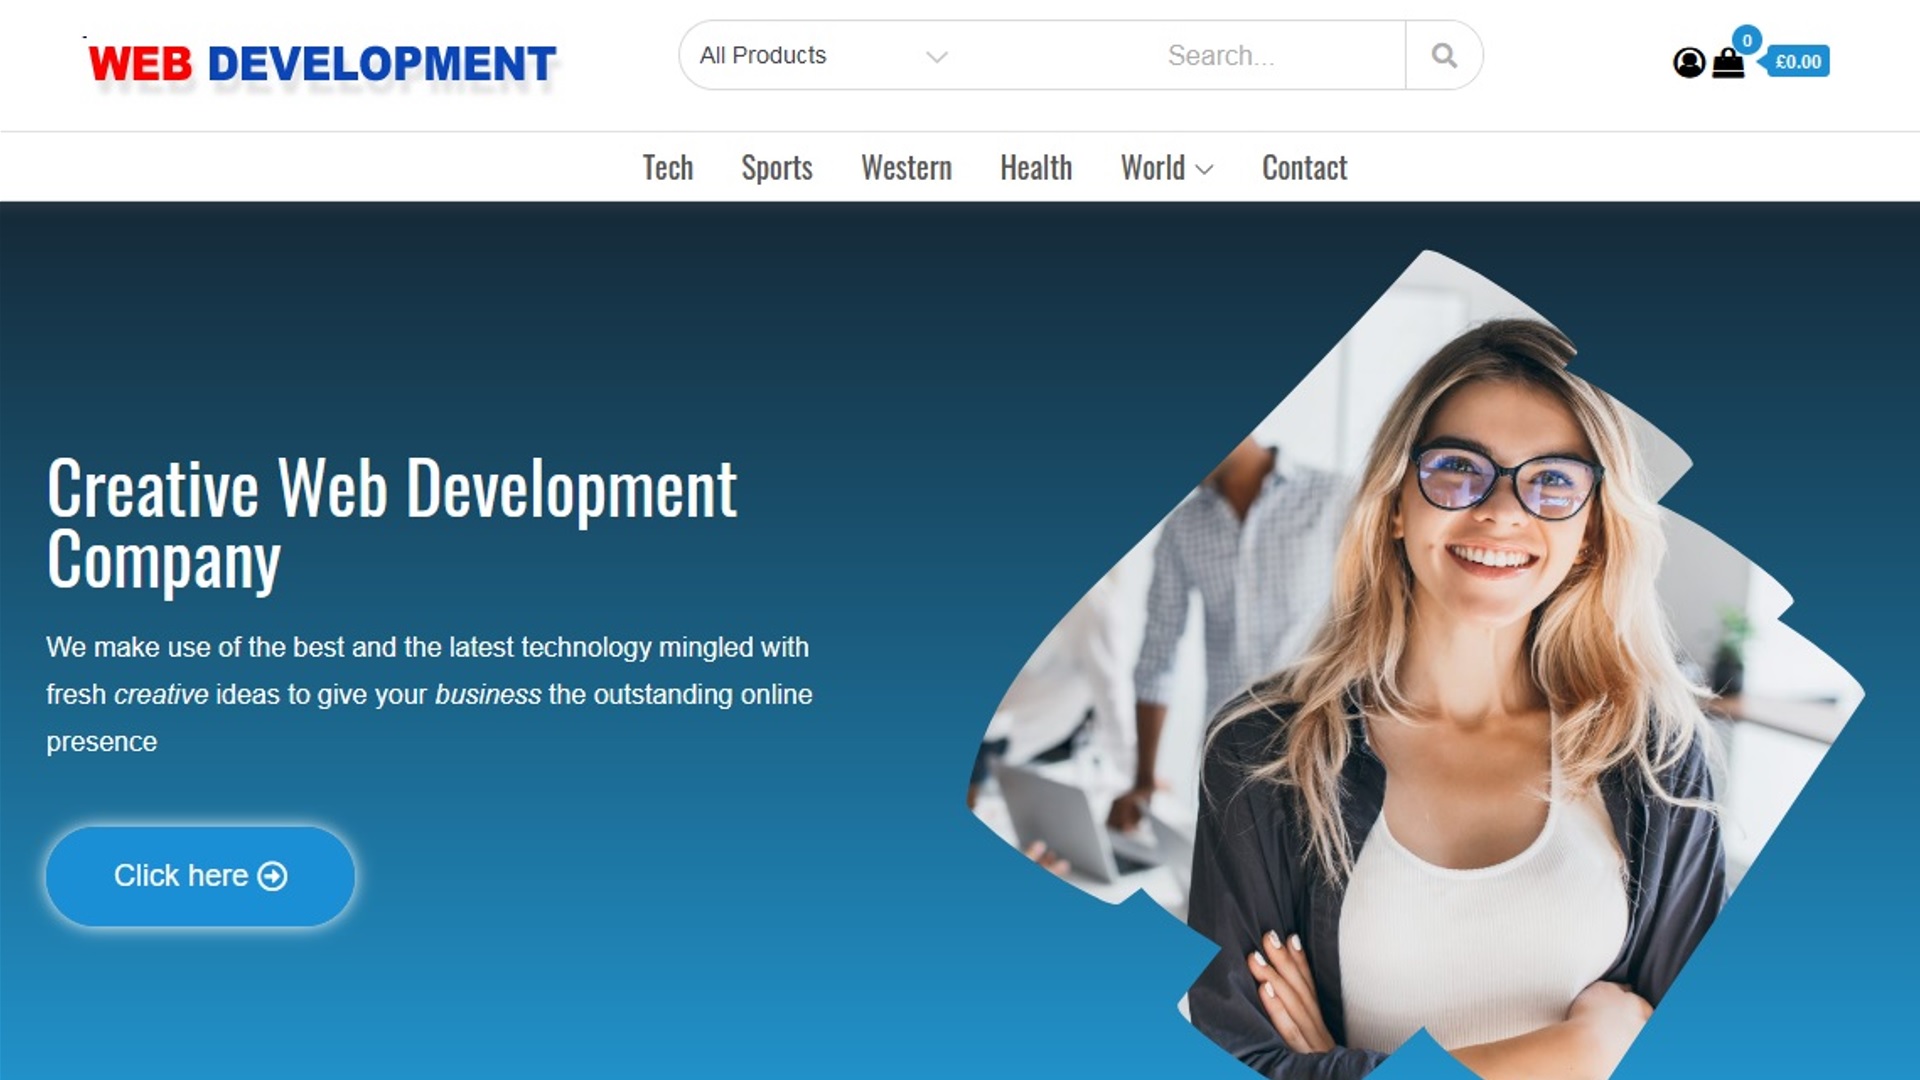 WEB DEVELOPMENT
All Products
Search...
0
£0.00
Tech Sports Western Health World Contact
Creative Web Development
Company
We make use of the best and the latest technology mingled with
fresh creative ideas to give your business the outstanding online
presence
Click here